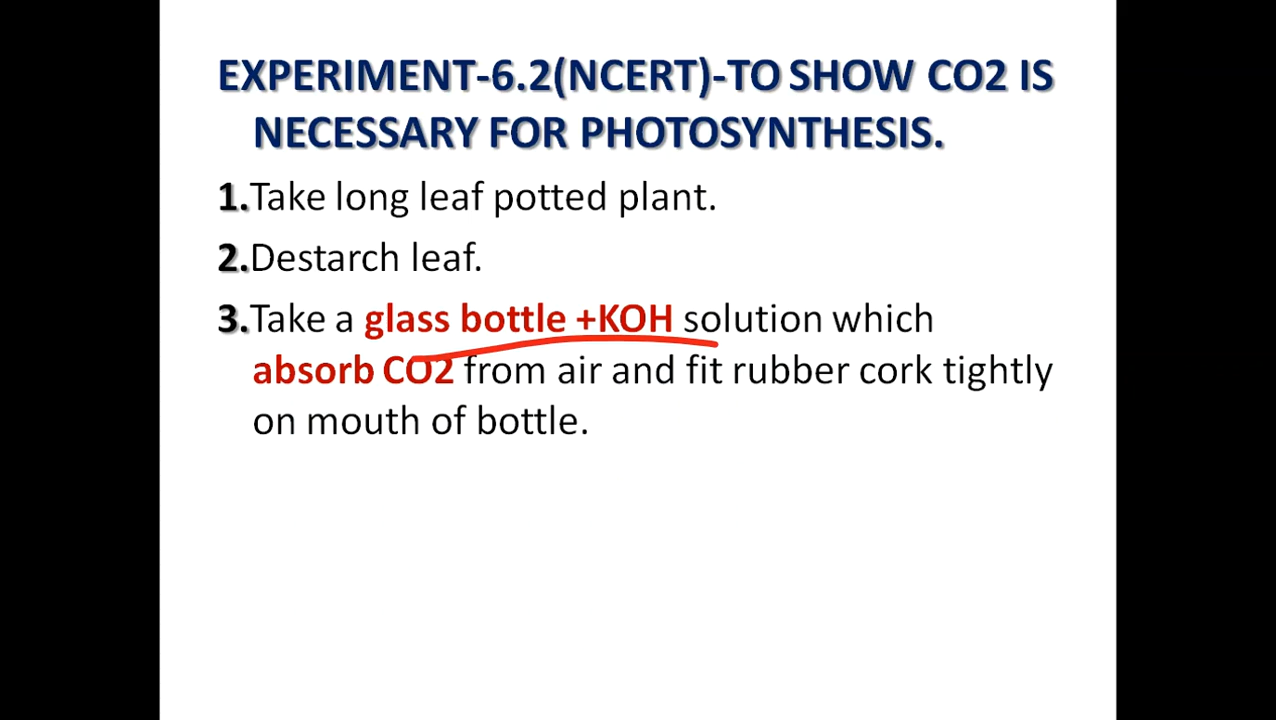 EXPERIMENT-6.2(NCERT)-TO SHOW CO2 IS
NECESSARY FOR PHOTOSYNTHESIS.
1.Take long leaf potted plant.
2.Destarch leaf.
3.Take a glass bottle +KOH solution which
absorb CO2 from air and fit rubber cork tightly
on mouth of bottle.